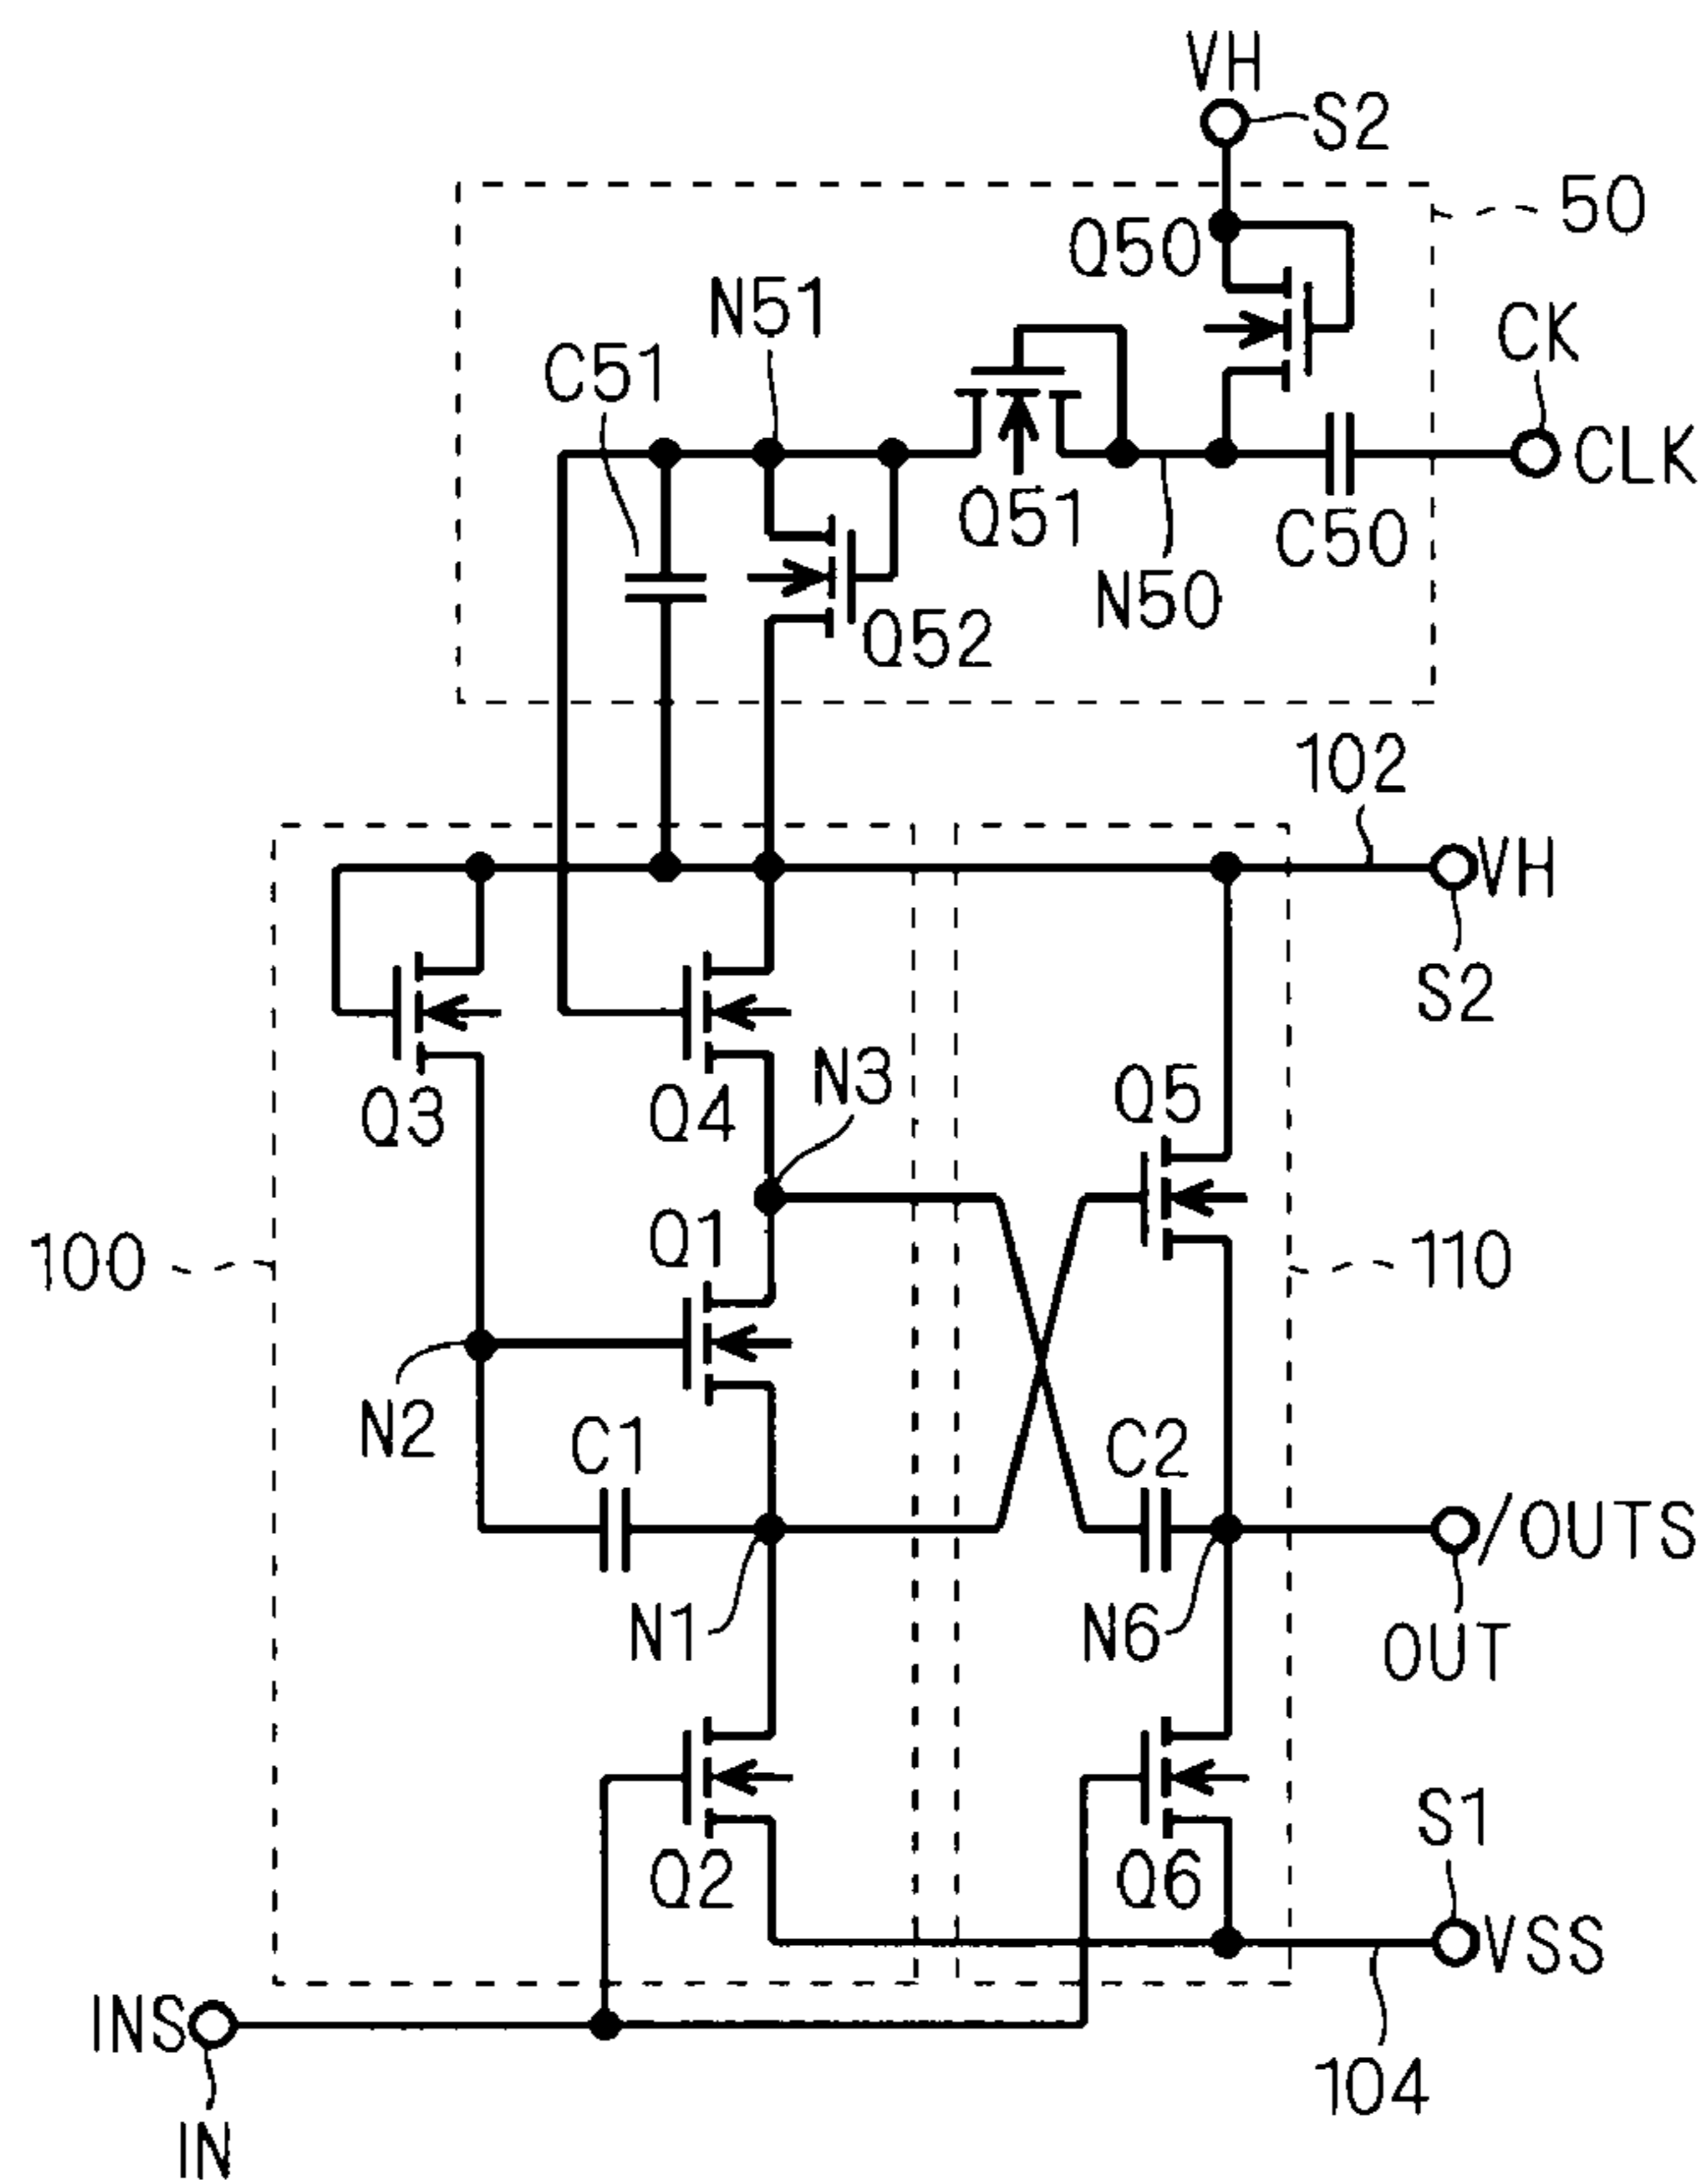 VH
S2
50
Q50
N51
CK
C51
CLK
Q51
C50
N50
Q52
102
VH
S2
Q3
Q4
N3
Q5
Q1
100
110
N2
C1
C2
/OUTS
N1
N6
OUT
S1
Q2
Q6
VSS
INS
104
IN